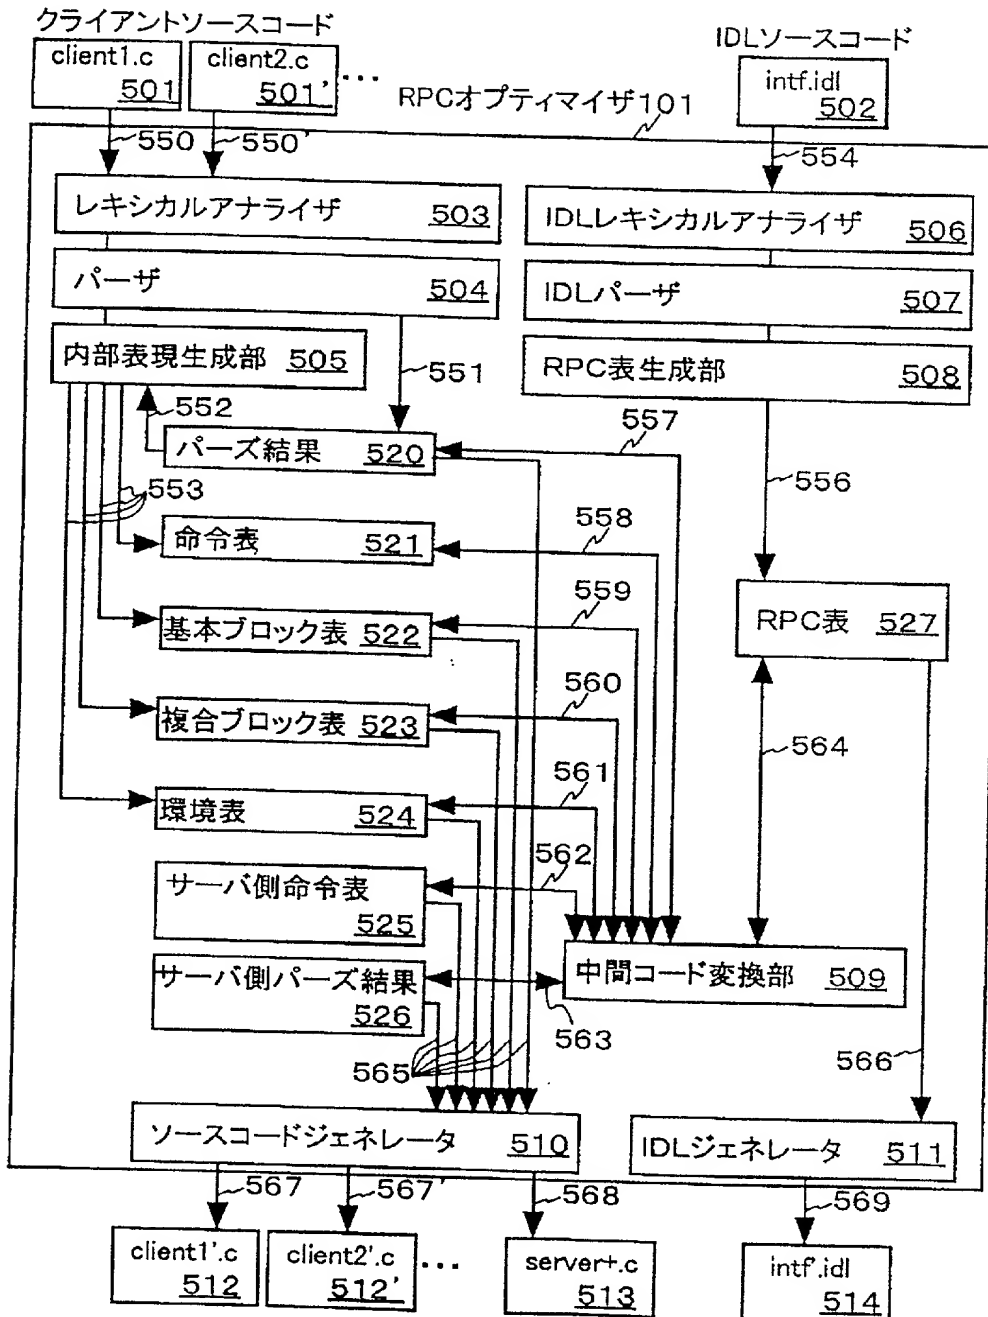 クライアントソースコード
IDLソースコード
client1.c
501
client2.c
501'
...
intf.idl
502
RPCオプティマイザ101
550
550'
554
レキシカルアナライザ 503
IDLレキシカルアナライザ 506
パーザ 504
IDLパーザ 507
内部表現生成部 505
551
RPC表生成部 508
552
557
パーズ結果 520
556
553
558
命令表 521
559
RPC表 527
基本ブロック表 522
560
複合ブロック表 523
564
561
環境表 524
562
サーバ側命令表
525
中間コード変換部 509
サーバ側パーズ結果
526
563
565
566
ソースコードジェネレータ 510
IDLジェネレータ 511
567
567'
568
569
client1'.c
512
client2'.c
512'
...
server+.c
513
intf'.idl
514